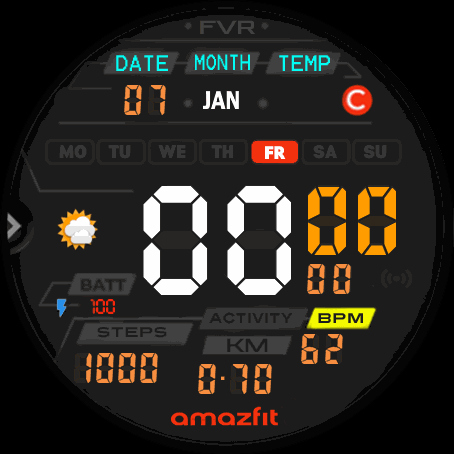 FVR
DATE MONTH TEMP
07 JAN C
MO TU WE TH FR SA SU
00 00
00
BATT
100
ACTIVITY BPM
STEPS
KM 62
1000
0.70
amazfit